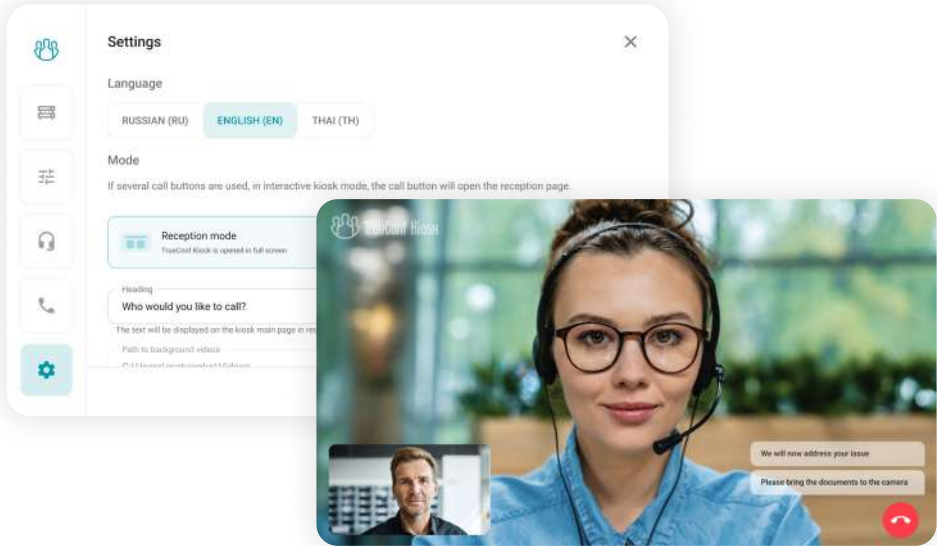 Settings
Language
RUSSIAN (RU) ENGLISH (EN) THAI (TH)
Mode
If several call buttons are used, in interactive kiosk mode, the call button will open the reception page.
Reception mode
TrueConf Kiosk is opened in full screen
Heading
Who would you like to call?
The text will be displayed on the kiosk main page in rec
Path to background videos
TrueConf Kiosk
We will now address your issue
Please bring the documents to the camera